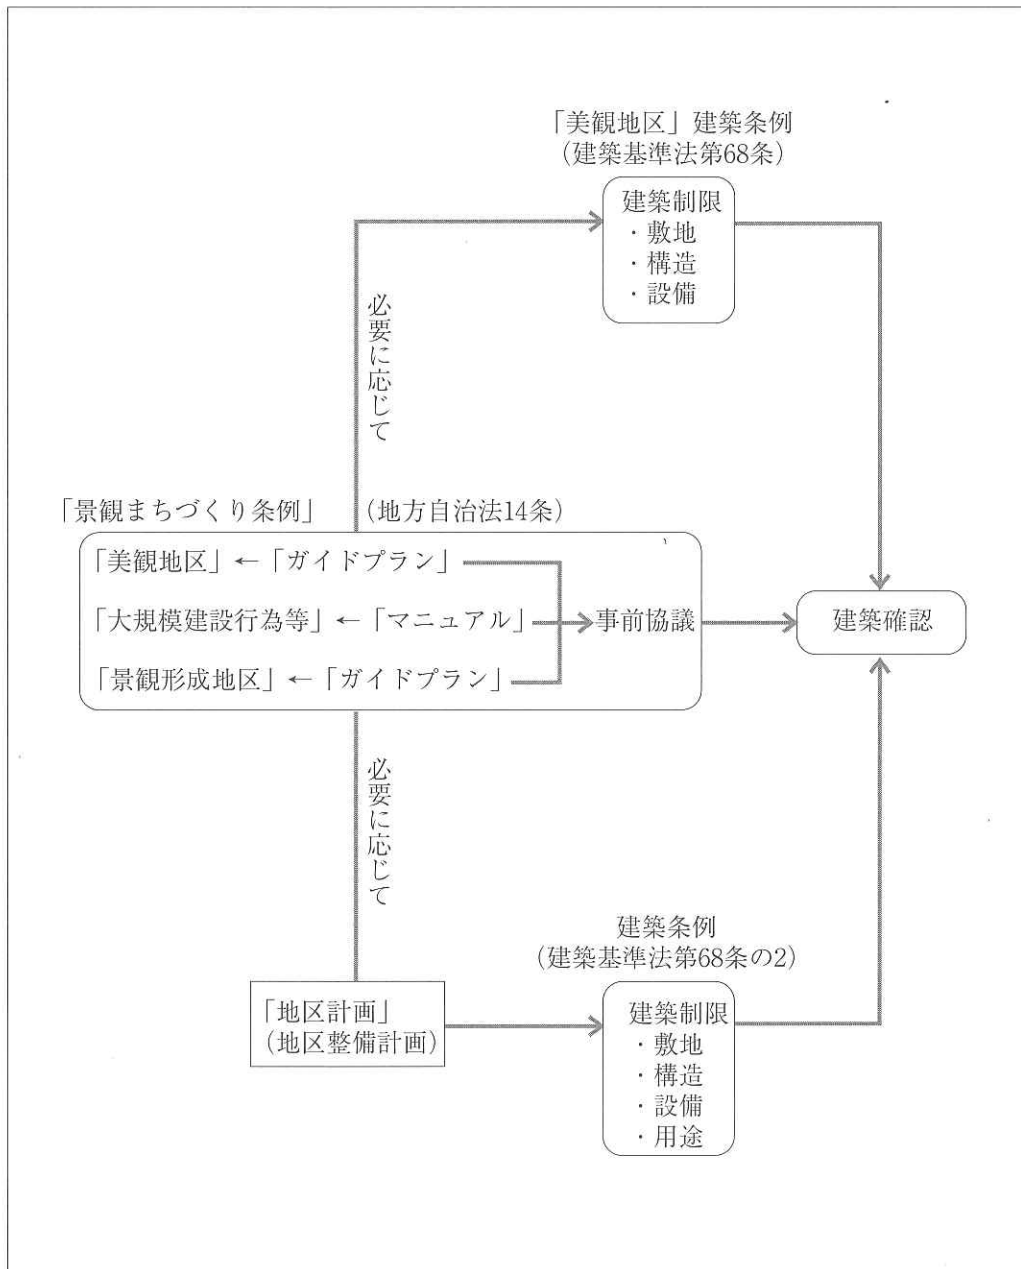 「美観地区」建築条例
（建築基準法第68条）
建築制限
・敷地
・構造
・設備
必要に応じて
「景観まちづくり条例」　（地方自治法14条）
「美観地区」←「ガイドプラン」
「大規模建設行為等」←「マニュアル」
事前協議
建築確認
「景観形成地区」←「ガイドプラン」
必要に応じて
建築条例
（建築基準法第68条の2）
「地区計画」
（地区整備計画）
建築制限
・敷地
・構造
・設備
・用途